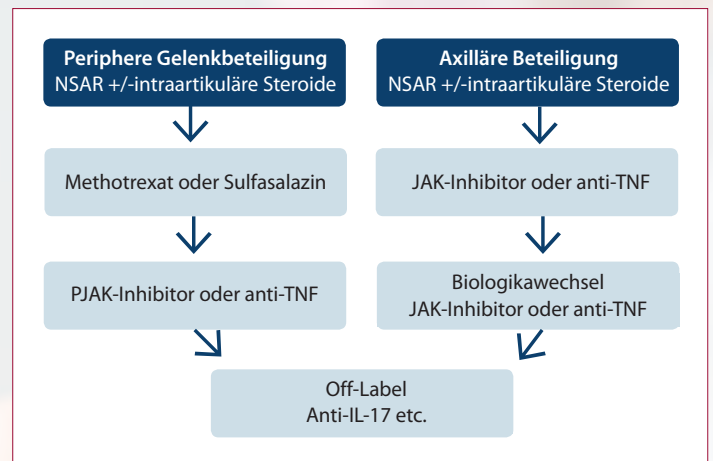 Periphere Gelenkbeteiligung
NSAR +/-intraartikuläre Steroide
Methotrexat oder Sulfasalazin
PJAK-Inhibitor oder anti-TNF
Axilläre Beteiligung
NSAR +/-intraartikuläre Steroide
JAK-Inhibitor oder anti-TNF
Biologikawechsel
JAK-Inhibitor oder anti-TNF
Off-Label
Anti-IL-17 etc.